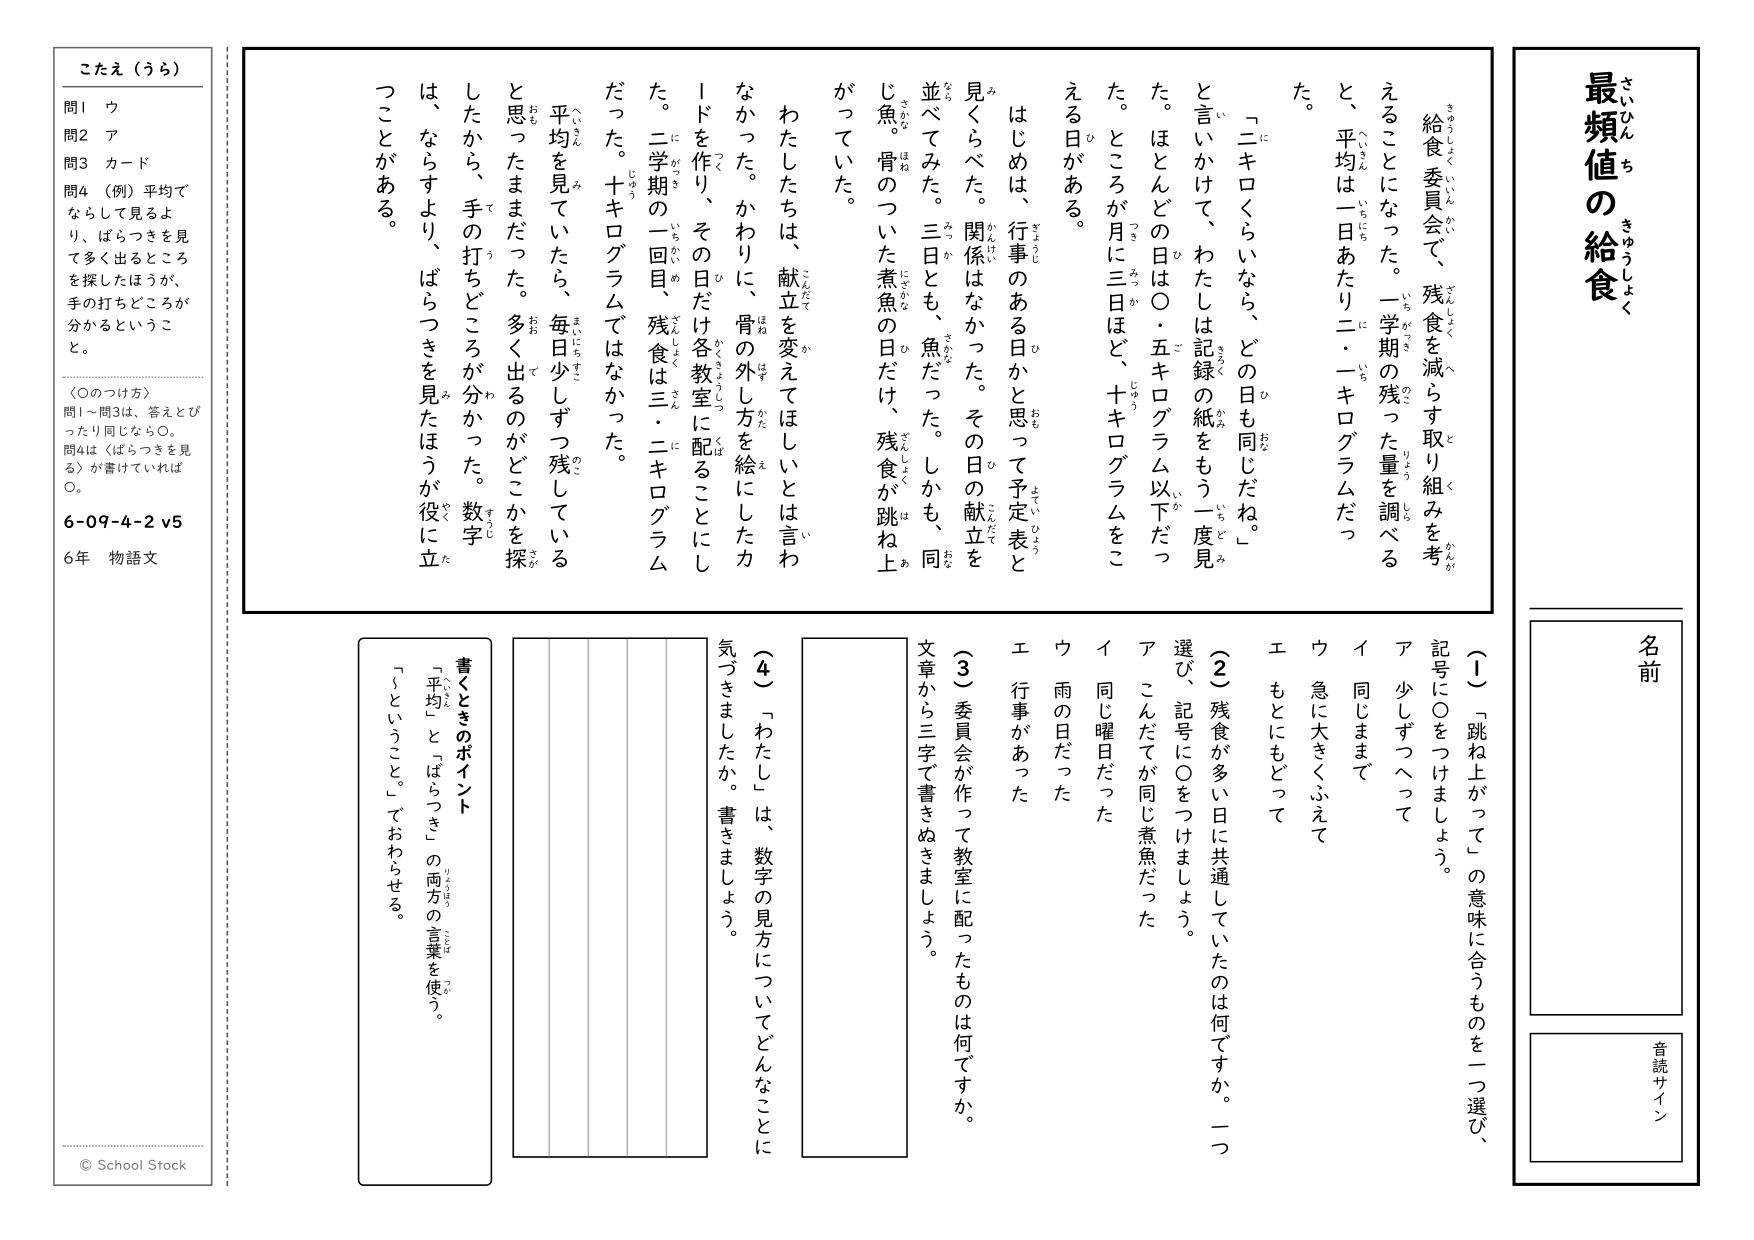 最頻値の給食
さいひんち きゅうしょく
名前
音読サイン
給食委員会で、残食を減らす取り組みを考
えることになった。一学期の残った量を調べる
と、平均は一日あたり二・一キログラムだっ
た。
「二キロくらいなら、どの日も同じだね。」
と言いかけて、わたしは記録の紙をもう一度見
た。ほとんどの日は〇・五キログラム以下だっ
た。ところが月に三日ほど、十キログラムをこ
える日がある。
はじめは、行事のある日かと思って予定表と
見くらべた。関係はなかった。その日の献立を
並べてみた。三日とも、魚だった。しかも、同
じ魚。骨のついた煮魚の日だけ、残食が跳ね上
がっていた。
わたしたちは、献立を変えてほしいとは言わ
なかった。かわりに、骨の外し方を絵にしたカ
ードを作り、その日だけ各教室に配ることにし
た。二学期の一回目、残食は三・二キログラム
だった。十キログラムではなかった。
平均を見ていたら、毎日少しずつ残している
と思ったままだった。多く出るのがどこかを探
したから、手の打ちどころが分かった。数字
は、ならすより、ばらつきを見たほうが役に立
つことがある。
（1）「跳ね上がって」の意味に合うものを一つ選び、
記号に〇をつけましょう。
ア 少しずつへって
イ 同じままで
ウ 急に大きくふえて
エ もとにもどって
（2）残食が多い日に共通していたのは何ですか。一つ
選び、記号に〇をつけましょう。
ア こんだてが同じ煮魚だった
イ 同じ曜日だった
ウ 雨の日だった
エ 行事があった
（3）委員会が作って教室に配ったものは何ですか。
文章から三字で書きぬきましょう。
（4）「わたし」は、数字の見方についてどんなことに
気づきましたか。書きましょう。
書くときのポイント
「平均」と「ばらつき」の両方の言葉を使う。
「～ということ。」でおわらせる。
こたえ（うら）
問1 ウ
問2 ア
問3 カード
問4 （例）平均で
ならして見るよ
り、ばらつきを見
て多く出るところ
を探したほうが、
手の打ちどころが
分かるというこ
と。
〈〇のつけ方〉
問1～問3は、答えとぴ
ったり同じなら〇。
問4は〈ばらつきを見
る〉が書けていれば
〇。
6-09-4-2 v5
6年 物語文
© School Stock